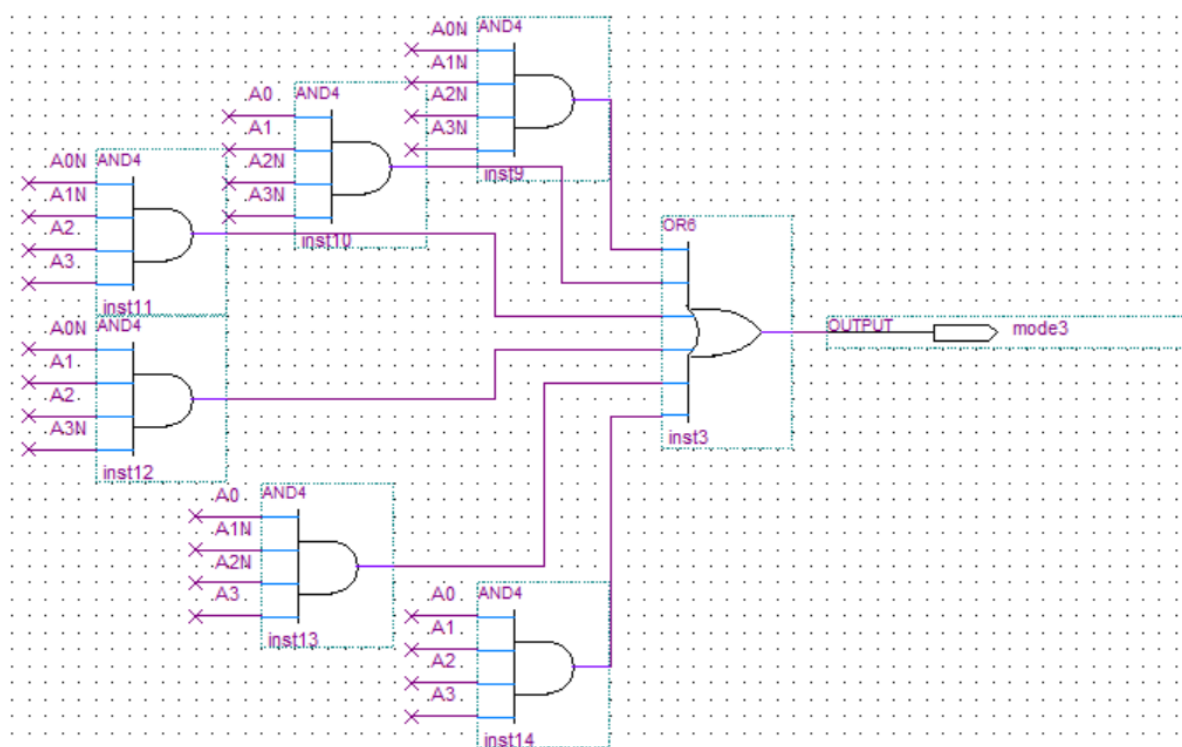 A0N
AND4
A1N
A2N
A3N
inst9
A0
AND4
A1
A2N
A3N
inst10
A0N
AND4
A1N
A2
A3
inst11
A0N
AND4
A1
A2
A3N
inst12
A0
AND4
A1N
A2N
A3
inst13
A0
AND4
A1
A2
A3
inst14
OR6
inst3
OUTPUT
mode3